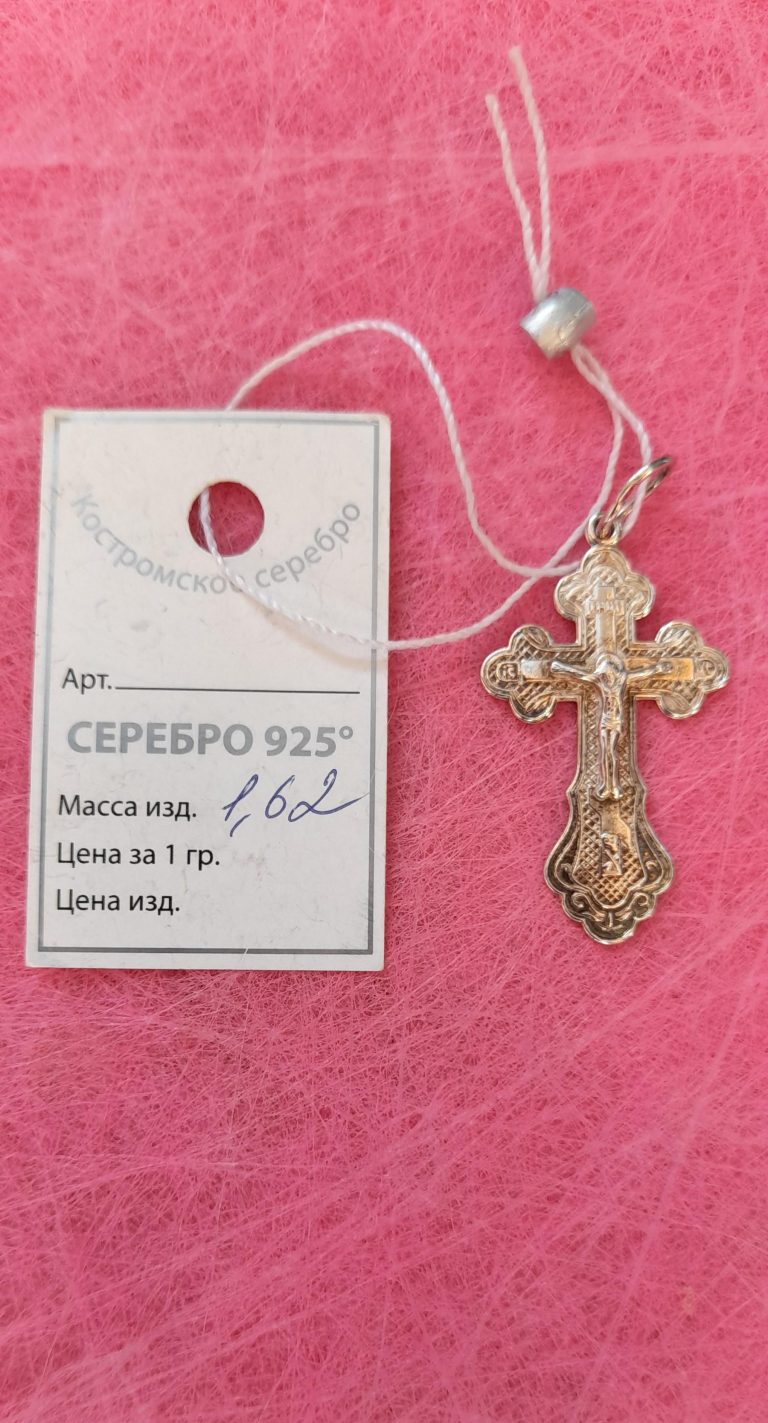 Костромское серебро
Арт.
СЕРЕБРО 925°
Масса изд. 1,62
Цена за 1 гр.
Цена изд.